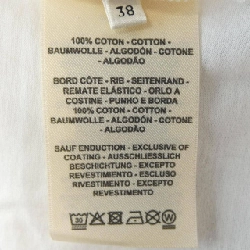 38
100% COTON - COTTON -
BAUMWOLLE - ALGODÓN - COTONE
- ALGODÃO
BORD CÔTE - RIB - SEITENRAND -
REMATE ELÁSTICO - ORLO A
COSTINE - PUNHO E BORDA
100% COTON - COTTON -
BAUMWOLLE - ALGODÓN - COTONE
- ALGODÃO
SAUF ENDUCTION - EXCLUSIVE OF
COATING - AUSSCHLIESSLICH
BESCHICHTUNG - EXCEPTO
REVESTIMIENTO - ESCLUSO
RIVESTIMENTO - EXCEPTO
REVESTIMENTO
30 W